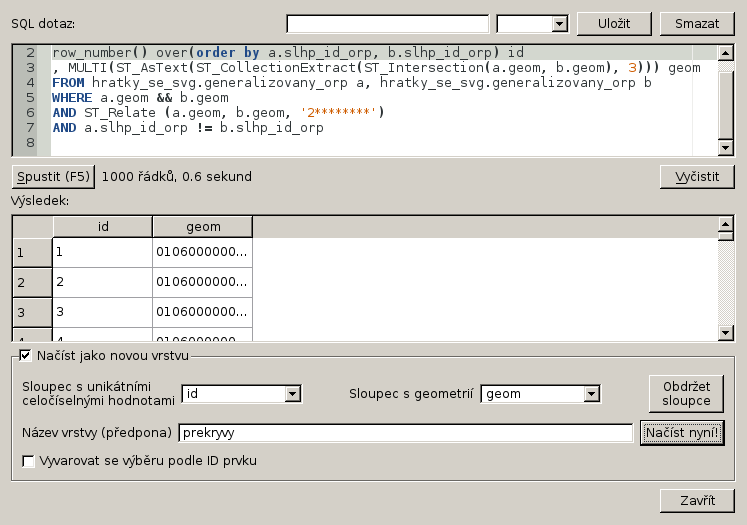 SQL dotaz:
Uložit
Smazat
2 row_number() over(order by a.slhp_id_orp, b.slhp_id_orp) id
3 , MULTI(ST_AsText(ST_CollectionExtract(ST_Intersection(a.geom, b.geom), 3))) geom
4 FROM hratky_se_svg.generalizovany_orp a, hratky_se_svg.generalizovany_orp b
5 WHERE a.geom && b.geom
6 AND ST_Relate (a.geom, b.geom, '2********')
7 AND a.slhp_id_orp != b.slhp_id_orp
8
Spustit (F5) 1000 řádků, 0.6 sekund
Vyčistit
Výsledek:
id geom
1 1 0106000000...
2 2 0106000000...
3 3 0106000000...
4 4 0106000000...
Načíst jako novou vrstvu
Sloupec s unikátními
celočíselnými hodnotami
id
Sloupec s geometrií
geom
Obdržet
sloupce
Název vrstvy (předpona) prekryvy
Načíst nyní!
Vyvarovat se výběru podle ID prvku
Zavřít